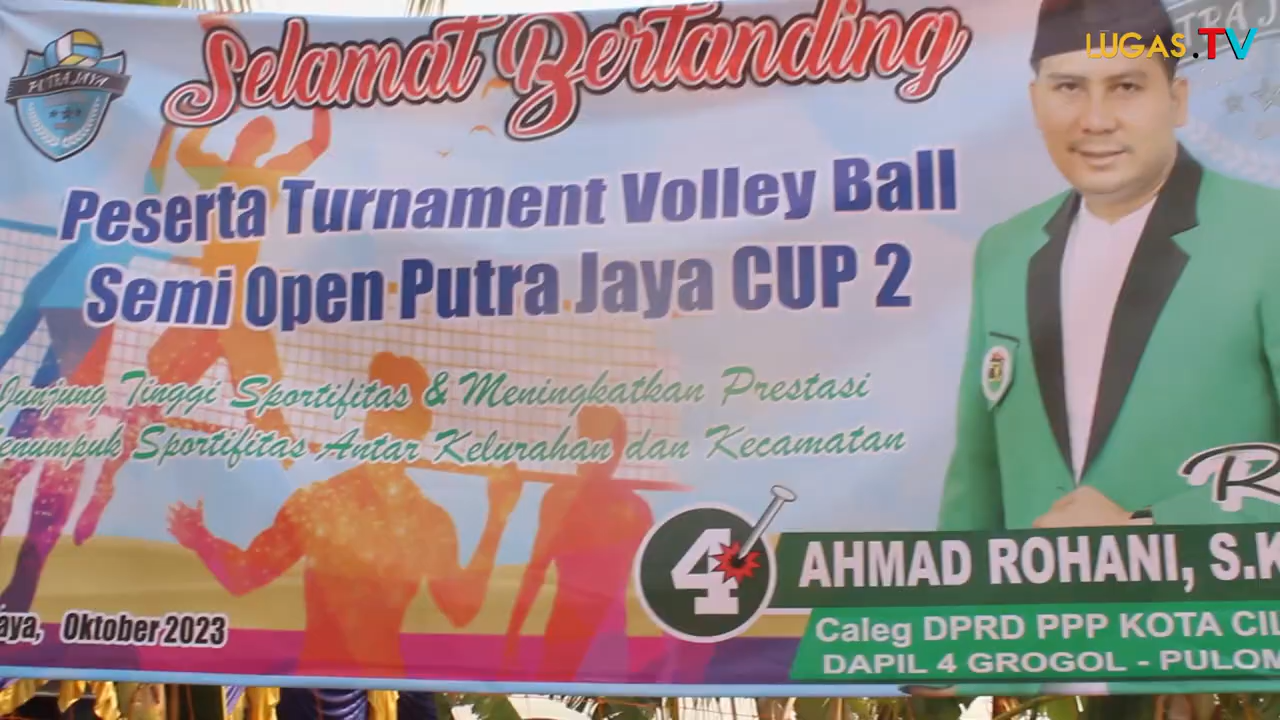 LUGAS.TV
PUTRA JAYA
Selamat Bertanding
Peserta Turnament Volley Ball
Semi Open Putra Jaya CUP 2
Junjung Tinggi Sportifitas & Meningkatkan Prestasi
Sportifitas Antar Kelurahan dan Kecamatan
4
AHMAD ROHANI, S.K
Caleg DPRD PPP KOTA CIL
DAPIL 4 GROGOL - PULOM
aya, Oktober 2023